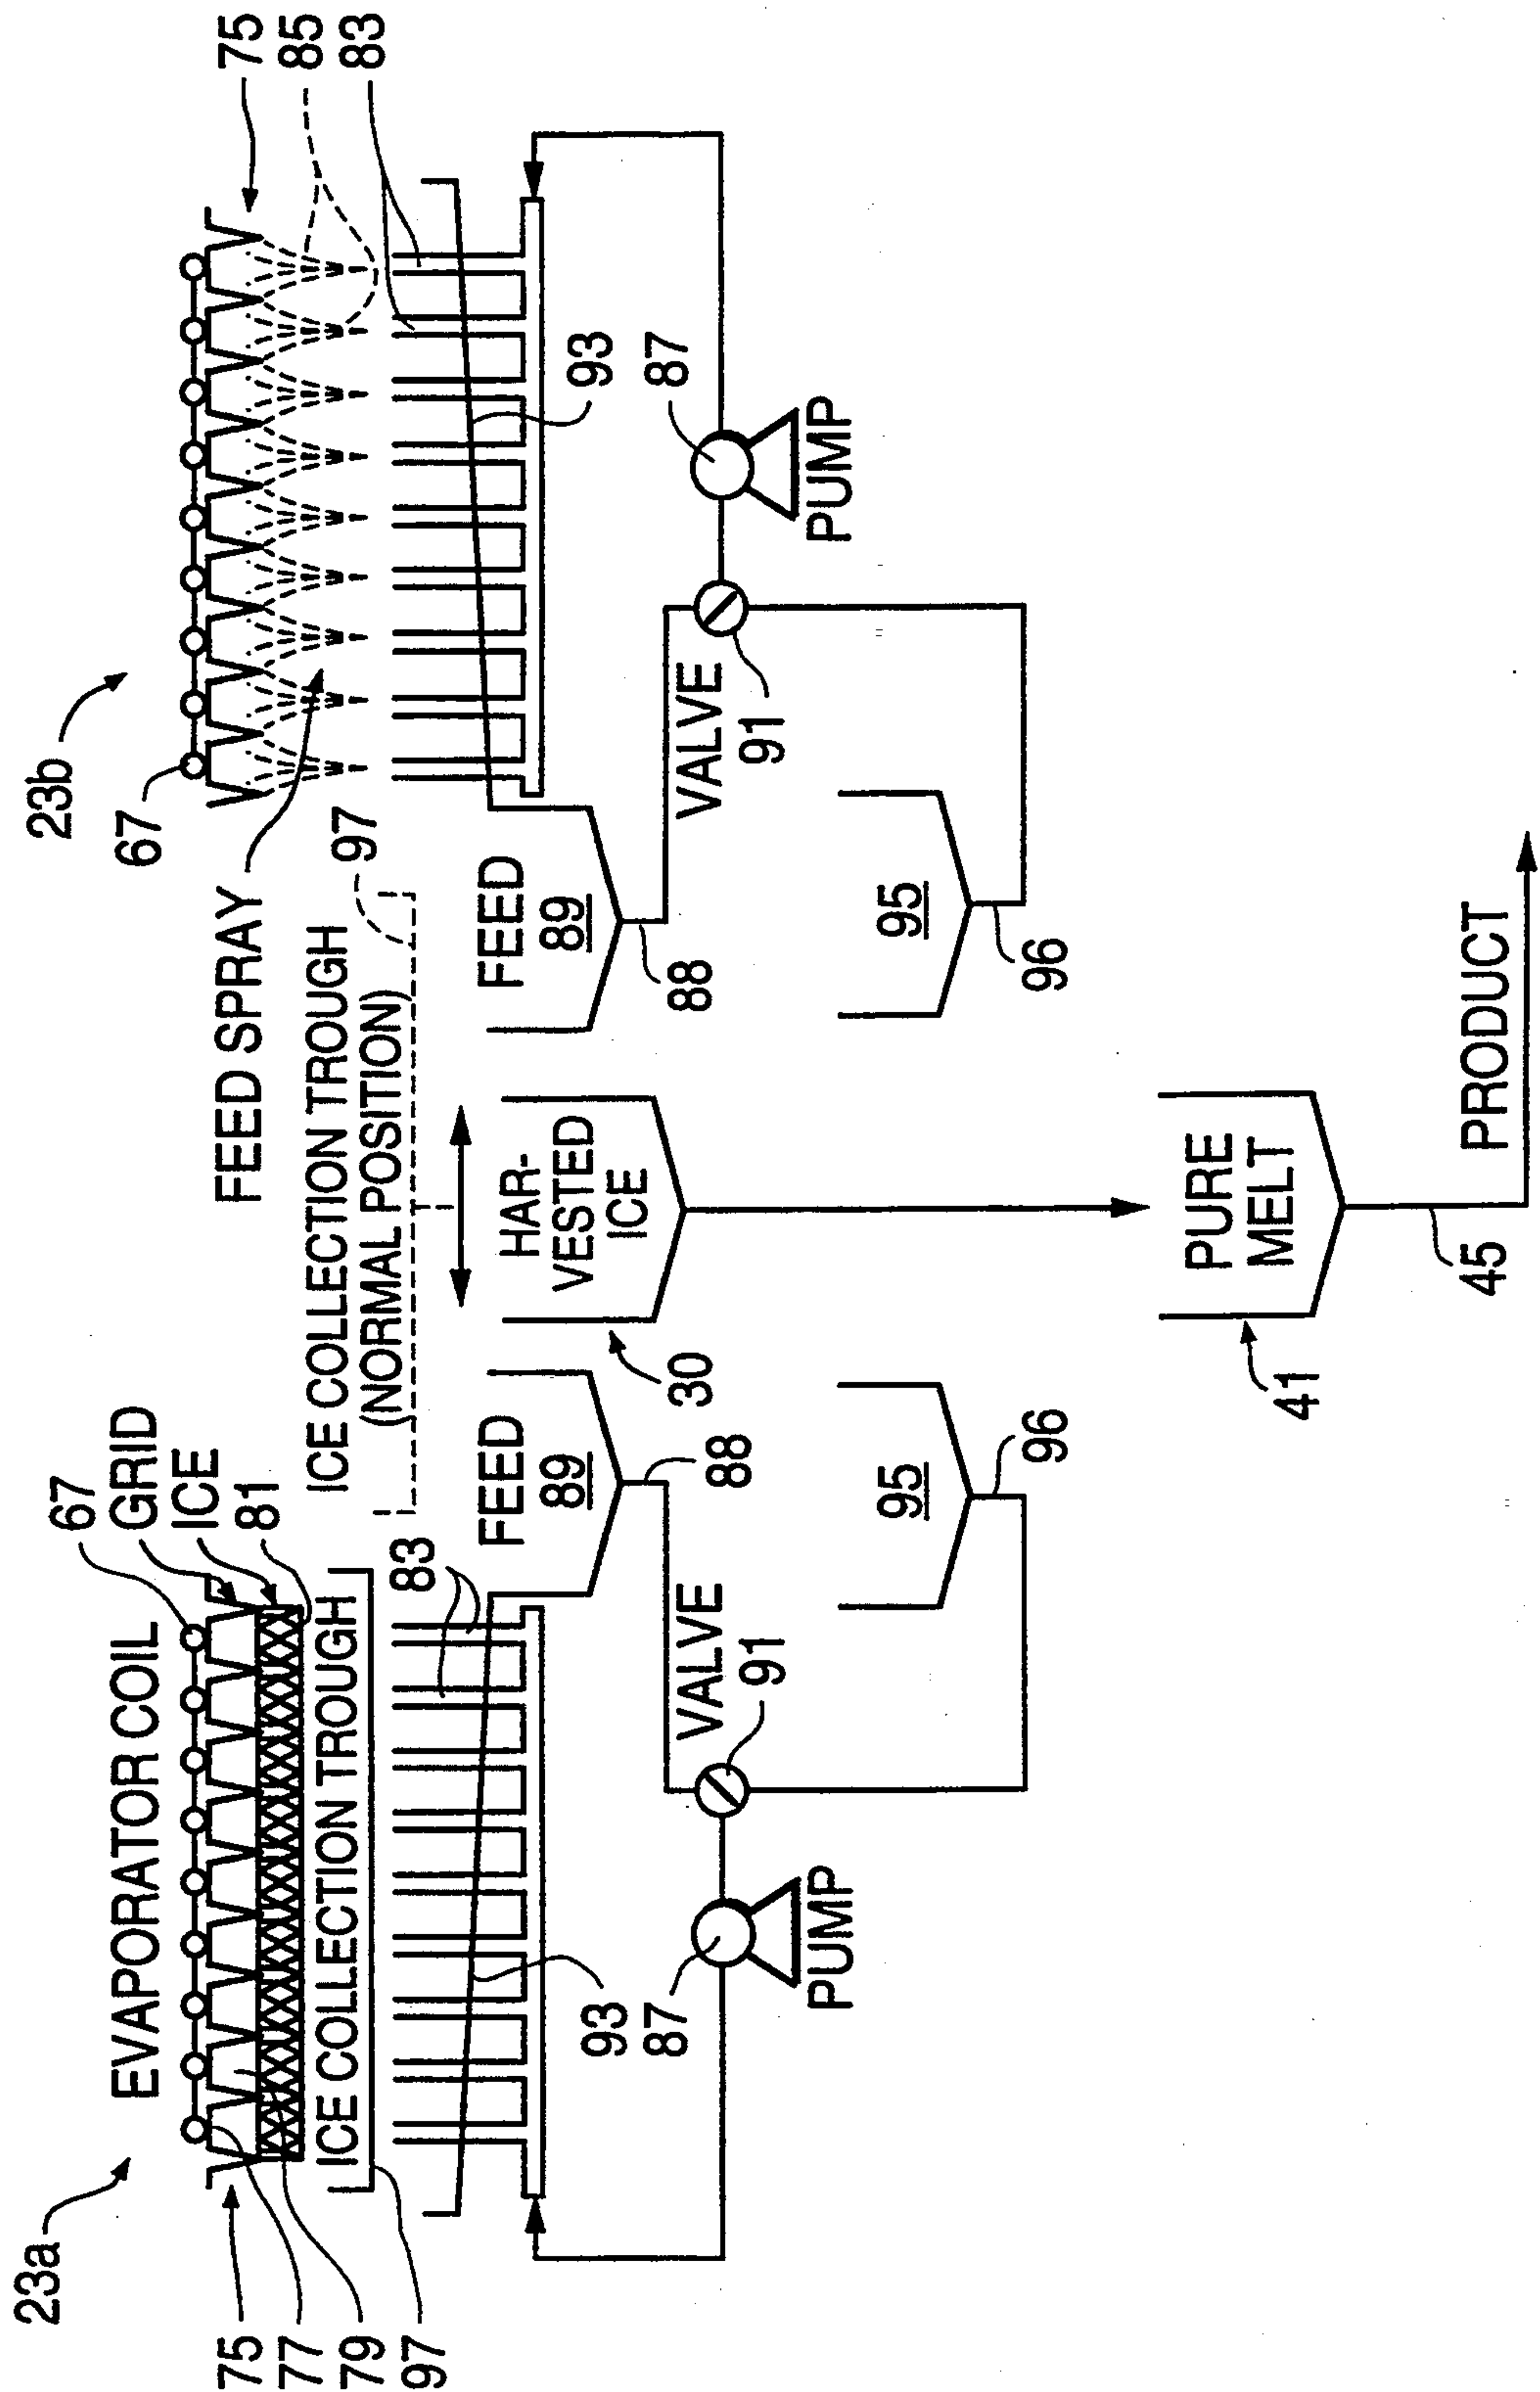 23a
EVAPORATOR COIL
67
GRID
ICE
81
75
77
79
97
ICE COLLECTION TROUGH
83
93
87
PUMP
VALVE
91
FEED
89
88
95
96
ICE COLLECTION TROUGH
(NORMAL POSITION)
97
HAR-
VESTED
ICE
30
PURE
MELT
41
45
PRODUCT
23b
67
FEED SPRAY
75
85
83
93
87
PUMP
VALVE
91
FEED
89
88
95
96